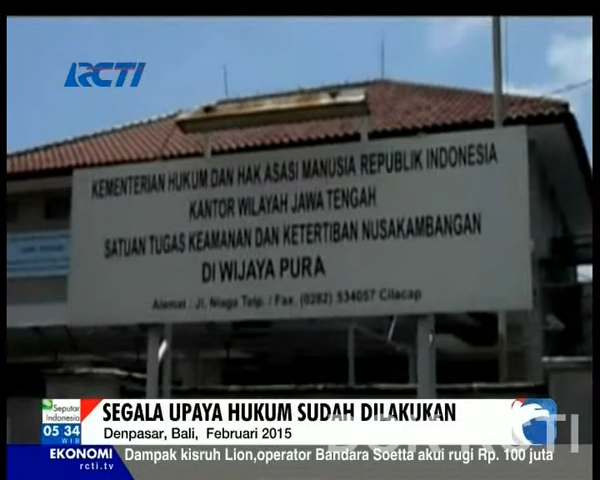 RCTI
KEMENTERIAN HUKUM DAN HAK ASASI MANUSIA REPUBLIK INDONESIA
KANTOR WILAYAH JAWA TENGAH
SATUAN TUGAS KEAMANAN DAN KETERTIBAN NUSAKAMBANGAN
DI WIJAYA PURA
Alamat : Jl. Niaga Telp. / Fax. (0282) 534057 Cilacap
Seputar
Indonesia
05 34
WIB
SEGALA UPAYA HUKUM SUDAH DILAKUKAN
Denpasar, Bali, Februari 2015
RCTI
EKONOMI
rcti.tv
Dampak kisruh Lion,operator Bandara Soetta akui rugi Rp. 100 juta